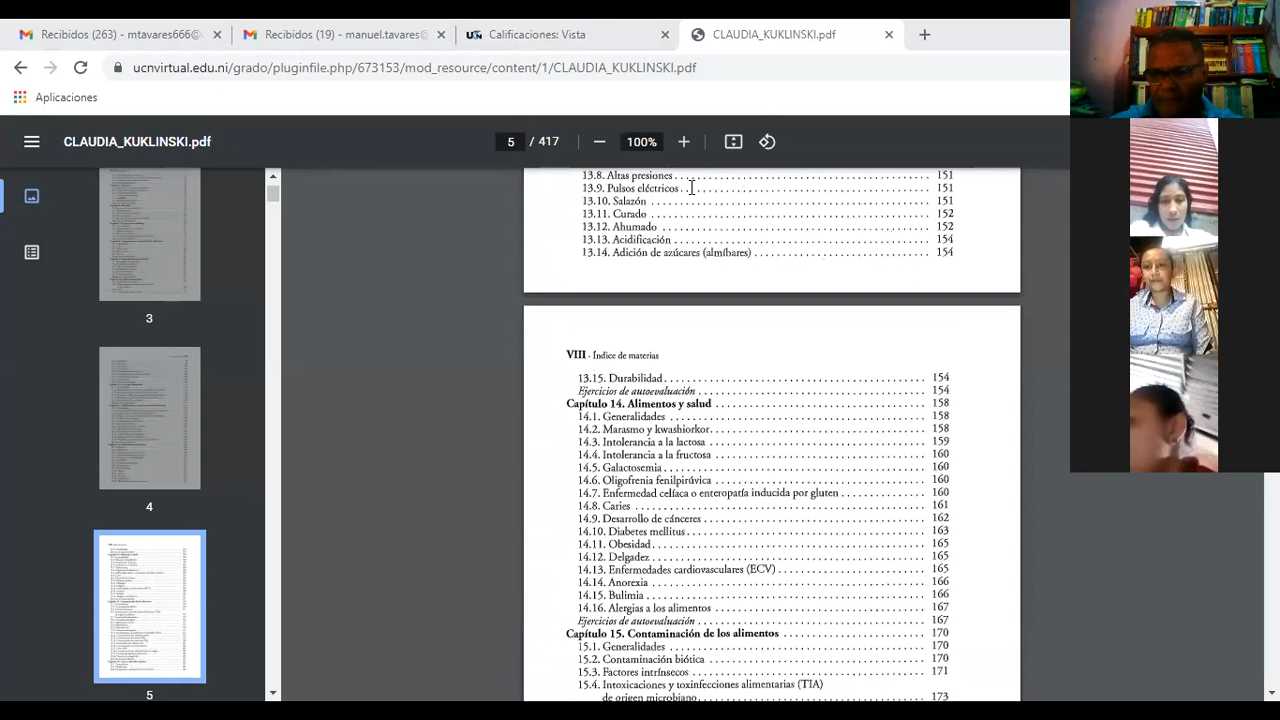 Recibidos (263) - mtavares666@
Recibidos (19) - manuel.tavares@
Calificaciones: Vista
CLAUDIA_KUKLINSKI.pdf
ucnvirtual.edu.ni/grado/pluginfile.php/673153/mod_resource/content/1/CLAUDIA_KUKLINSKI.pdf
Aplicaciones
CLAUDIA_KUKLINSKI.pdf
5 / 417
100%
3
4
5
13.8. Altas presiones 151
13.9. Pulsos eléctricos 151
13.10. Salazón 151
13.11. Curado 152
13.12. Ahumado 152
13.13. Acidificación 154
13.14. Adición de azúcares (almíbares) 154
VIII - Índice de materias
13.15. Durabilidad 154
Ejercicios de autoevaluación 154
Capítulo 14. Alimentos y salud 158
14.1. Generalidades 158
14.2. Marasmo y kwashiorkor 158
14.3. Intolerancia a la lactosa 159
14.4. Intolerancia a la fructosa 160
14.5. Galactosemia 160
14.6. Oligofrenia fenilpirúvica 160
14.7. Enfermedad celíaca o enteropatía inducida por gluten 160
14.8. Caries 161
14.9. Desarrollo de cánceres 162
14.10. Diabetes mellitus 163
14.11. Obesidad 165
14.12. Delgadez 165
14.13. Enfermedades cardiovasculares (ECV) 165
14.14. Anorexia 166
14.15. Bulimia 166
14.16. Alergias a los alimentos 167
Ejercicios de autoevaluación 167
Capítulo 15. Contaminación de los alimentos 170
15.1. Generalidades 170
15.2. Contaminación biótica 170
15.3. Factores intrínsecos 171
15.4. Intoxicaciones y toxinfecciones alimentarias (TIA)
de origen microbiano 173